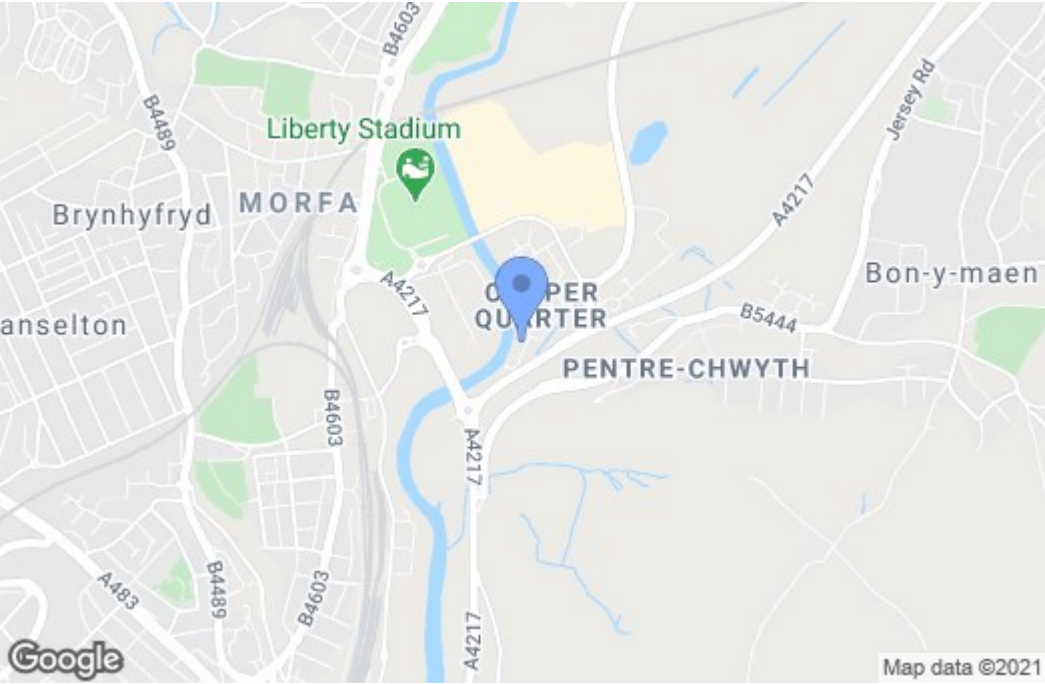 B4603
B4489
Liberty Stadium
Jersey Rd
MORFA
Brynhyfryd
A4217
A4217
Bon-y-maen
QUARTER
B5444
anselton
PENTRE-CHWYTH
B4603
A4217
B4489
B4603
A483
A4217
Google
Map data ©2021